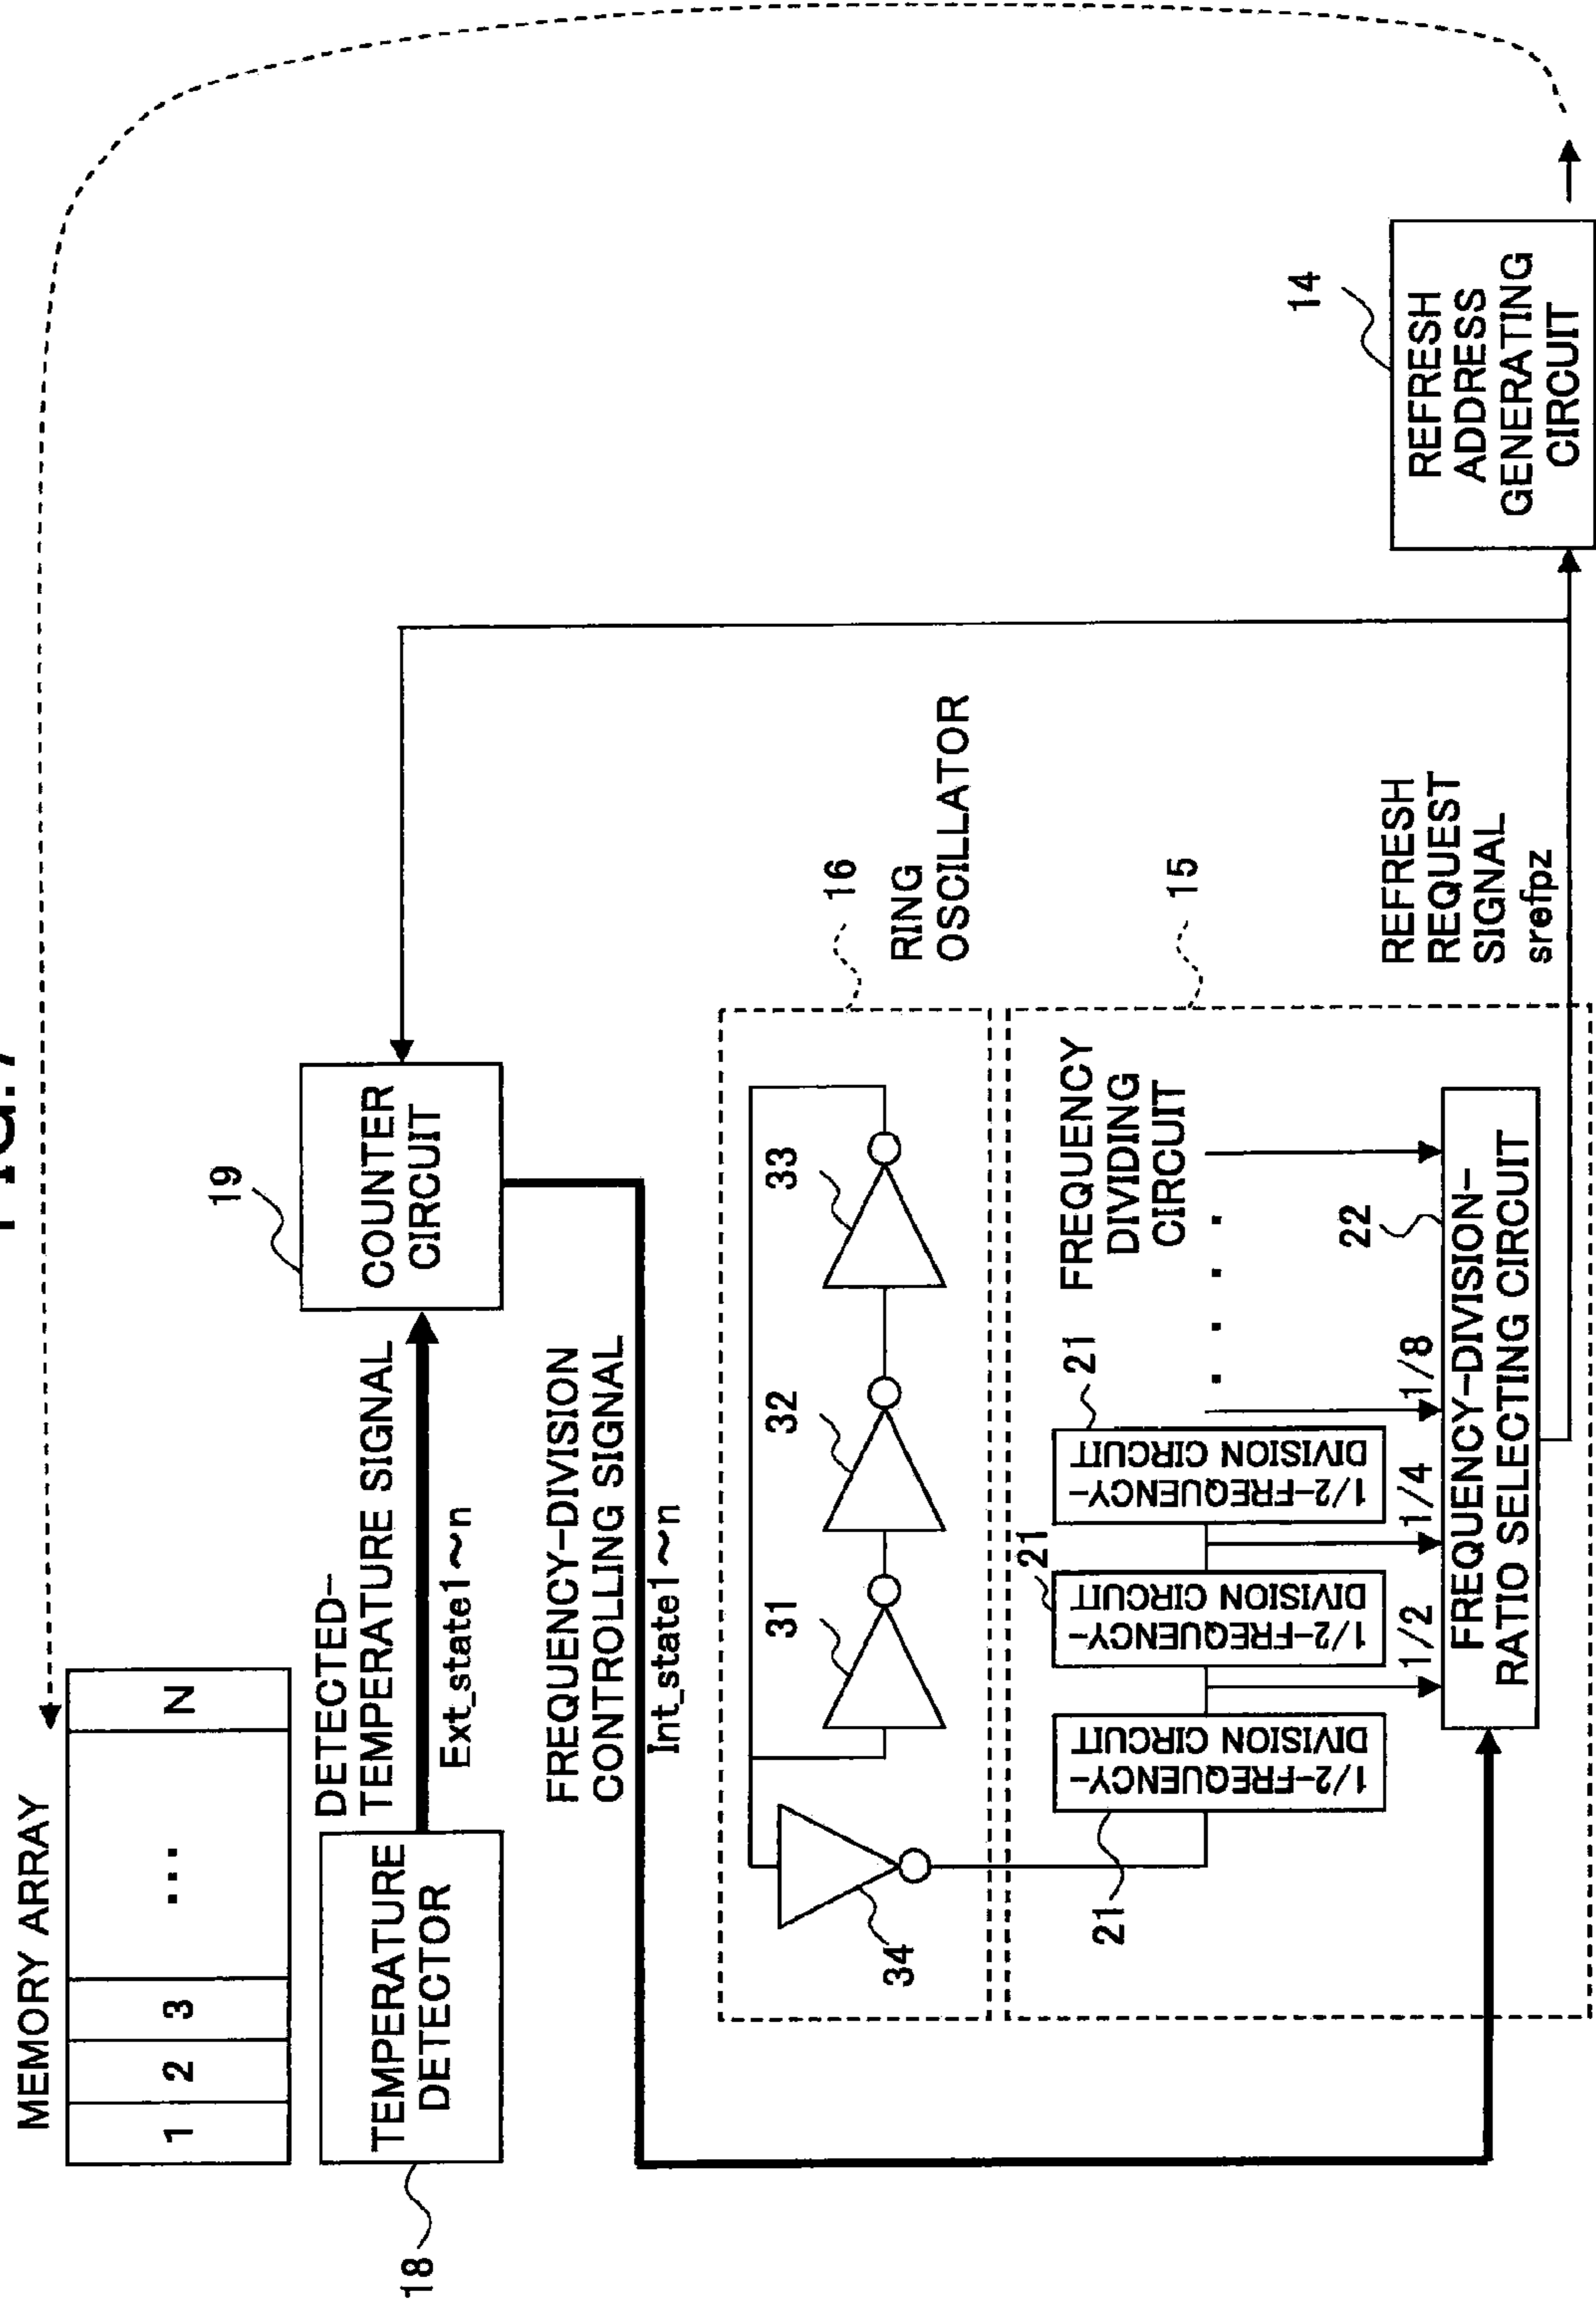 FIG. 7
MEMORY ARRAY
1
2
3
...
N
18
TEMPERATURE
DETECTOR
DETECTED-
TEMPERATURE SIGNAL
Ext_state1~n
19
COUNTER
CIRCUIT
FREQUENCY-DIVISION
CONTROLLING SIGNAL
Int_state1~n
34
31
32
33
16
RING
OSCILLATOR
21
1/2-FREQUENCY-
DIVISION CIRCUIT
21
1/2-FREQUENCY-
DIVISION CIRCUIT
21
1/2-FREQUENCY-
DIVISION CIRCUIT
. . . .
FREQUENCY
DIVIDING
CIRCUIT
15
1/2
1/4
1/8
22
FREQUENCY-DIVISION-
RATIO SELECTING CIRCUIT
REFRESH
REQUEST
SIGNAL
srefpz
14
REFRESH
ADDRESS
GENERATING
CIRCUIT